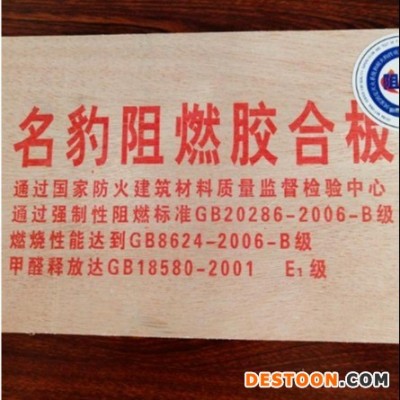 阻
名豹阻燃胶合板
通过国家防火建筑材料质量监督检验中心
通过强制性阻燃标准GB20286-2006-B级
燃烧性能达到GB8624-2006-B级
甲醛释放达GB18580-2001 E₁级
DESTOON.COM